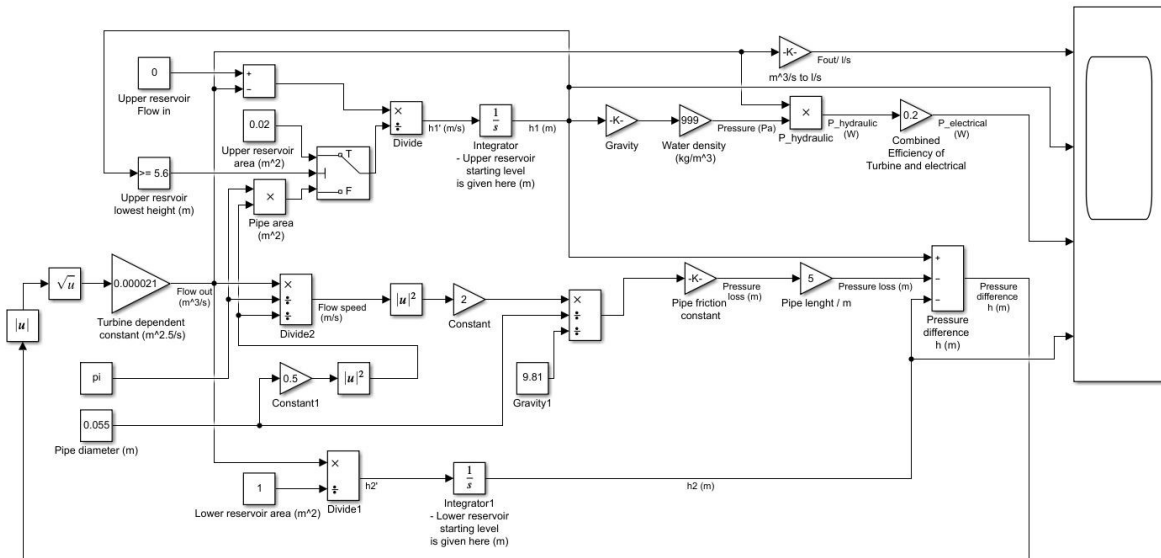 -K-
Fout/ l/s
m^3/s to l/s
0
Upper reservoir
Flow in
+
−
0.02
Upper reservoir
area (m^2)
×
÷
Divide
h1' (m/s)
1
s
Integrator
- Upper reservoir
starting level
is given here (m)
h1 (m)
-K-
Gravity
999
Water density
(kg/m^3)
Pressure (Pa)
×
P_hydraulic
P_hydraulic
(W)
0.2
Combined
Efficiency of
Turbine and electrical
P_electrical
(W)
>= 5.6
Upper resrvoir
lowest height (m)
T
F
×
Pipe area
(m^2)
|u|
√u
0.000021
Turbine dependent
constant (m^2.5/s)
Flow out
(m^3/s)
×
÷
÷
Divide2
Flow speed
(m/s)
|u|²
2
Constant
×
÷
÷
-K-
Pipe friction
constant
Pressure
loss (m)
5
Pipe lenght / m
Pressure loss (m)
+
−
−
Pressure
difference
h (m)
Pressure
difference
h (m)
pi
0.5
Constant1
|u|²
9.81
Gravity1
0.055
Pipe diameter (m)
1
Lower reservoir area (m^2)
×
÷
Divide1
h2'
1
s
Integrator1
- Lower reservoir
starting level
is given here (m)
h2 (m)